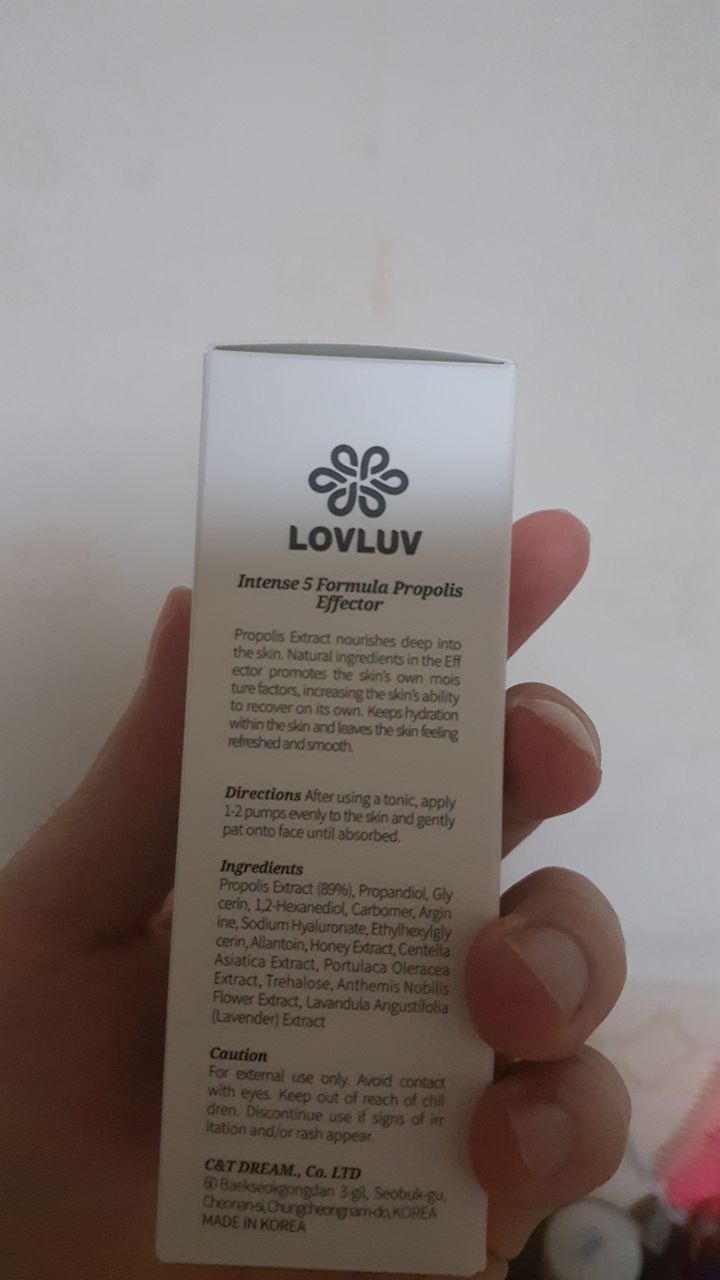 LOVLUV
Intense 5 Formula Propolis
Effector
Propolis Extract nourishes deep into
the skin. Natural ingredients in the Eff
ector promotes the skin's own mois
ture factors, increasing the skin's ability
to recover on its own. Keeps hydration
within the skin and leaves the skin feeling
refreshed and smooth.
Directions After using a tonic, apply
1-2 pumps evenly to the skin and gently
pat onto face until absorbed.
Ingredients
Propolis Extract (89%), Propandiol, Gly
cerin, 1,2-Hexanediol, Carbomer, Argin
ine, Sodium Hyaluronate, Ethylhexylgly
cerin, Allantoin, Honey Extract, Centella
Asiatica Extract, Portulaca Oleracea
Extract, Trehalose, Anthemis Nobilis
Flower Extract, Lavandula Angustifolia
(Lavender) Extract
Caution
For external use only. Avoid contact
with eyes. Keep out of reach of chil
dren. Discontinue use if signs of irr
itation and/or rash appear.
C&T DREAM., Co. LTD
60 Baekseokgongdan 3-gil, Seobuk-gu,
Cheonan-si, Chungcheongnam-do, KOREA
MADE IN KOREA